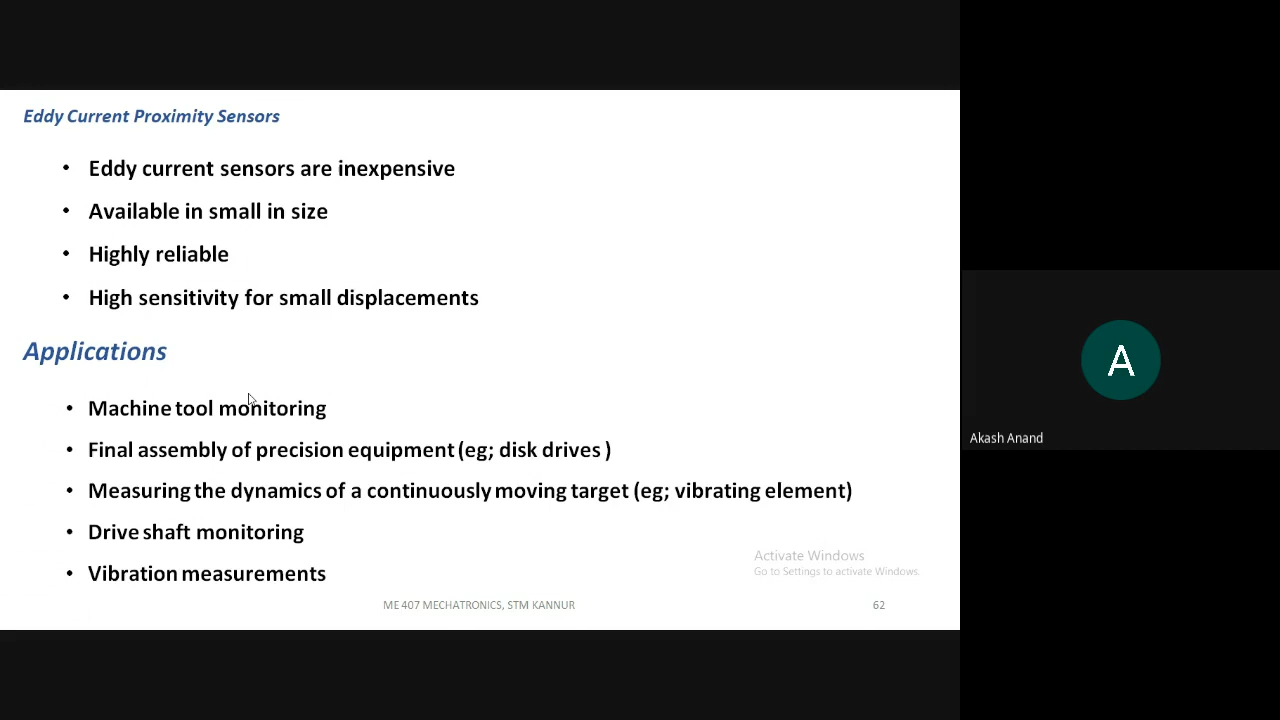 Eddy Current Proximity Sensors
• Eddy current sensors are inexpensive
• Available in small in size
• Highly reliable
• High sensitivity for small displacements
Applications
• Machine tool monitoring
• Final assembly of precision equipment (eg; disk drives )
• Measuring the dynamics of a continuously moving target (eg; vibrating element)
• Drive shaft monitoring
• Vibration measurements
Activate Windows
Go to Settings to activate Windows.
ME 407 MECHATRONICS, STM KANNUR
62
A
Akash Anand